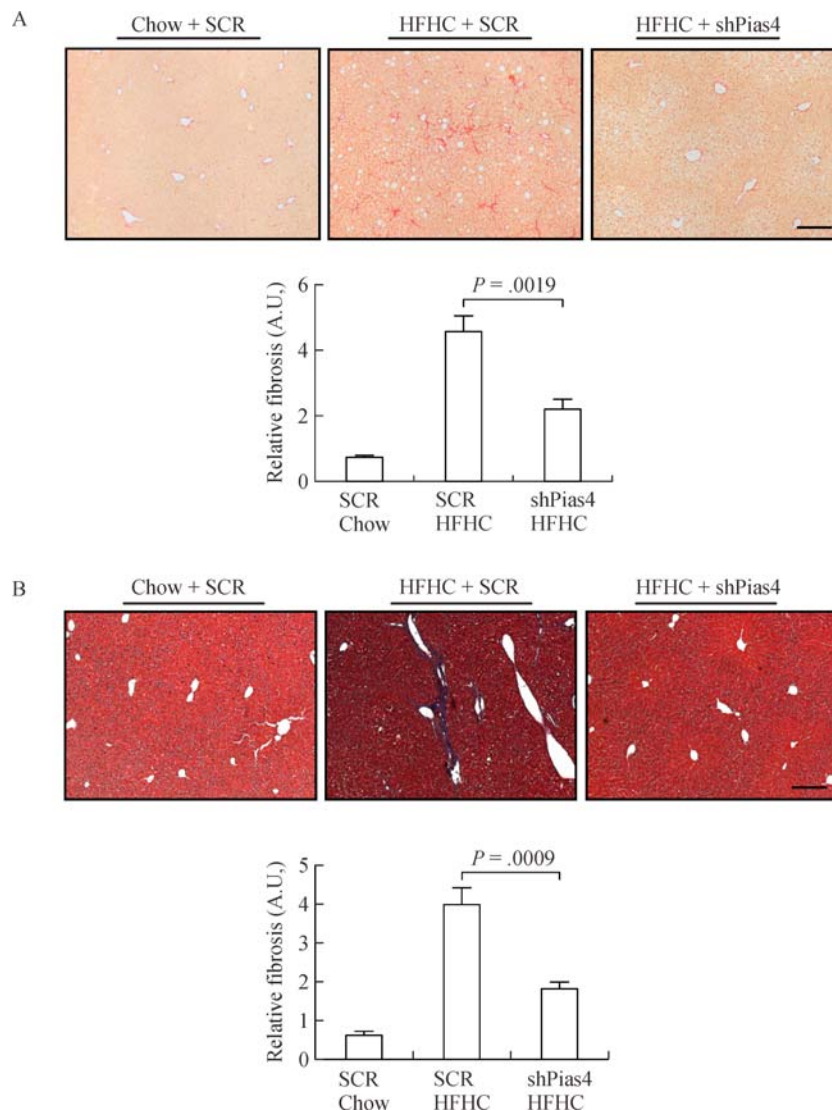 A
Chow + SCR
HFHC + SCR
HFHC + shPias4
P = .0019
Relative fibrosis (A.U,)
6
4
2
0
SCR
Chow
SCR
HFHC
shPias4
HFHC
B
Chow + SCR
HFHC + SCR
HFHC + shPias4
P = .0009
Relative fibrosis (A.U,)
5
4
3
2
1
0
SCR
Chow
SCR
HFHC
shPias4
HFHC